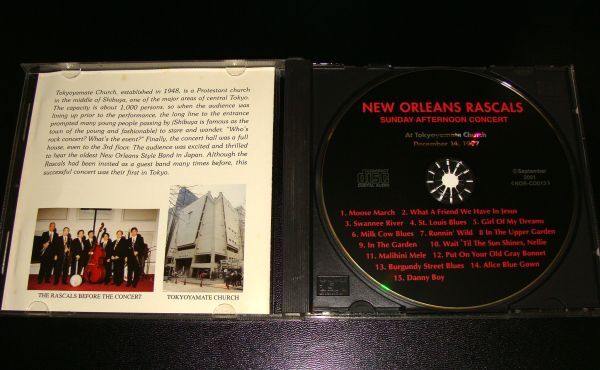 Tokyoyamate Church, established in 1948, is a Protestant church
in the middle of Shibuya, one of the major areas of central Tokyo.
The capacity is about 1,000 persons, so when the audience was
lining up prior to the performance, the long line to the entrance
prompted many young people passing by (Shibuya is famous as the
town of the young and fashionable) to stare and wonder, "Who's
rock concert? What's the event?" Finally, the concert hall was a full
house, even to the 3rd floor. The audience was excited and thrilled
to hear the oldest New Orleans Style Band in Japan. Although the
Rascals had been invited as a guest band many times before, this
successful concert was their first in Tokyo.
THE RASCALS BEFORE THE CONCERT
TOKYOYAMATE CHURCH
NEW ORLEANS RASCALS
SUNDAY AFTERNOON CONCERT
At Tokyoyamate Church
December 14, 1977
COMPACT
disc
DIGITAL AUDIO
©September
2001
1. Moose March 2. What A Friend We Have In Jesus
3. Swannee River 4. St. Louis Blues 5. Girl Of My Dreams
6. Milk Cow Blues 7. Runnin' Wild 8 In The Upper Garden
9. In The Garden 10. Wait `Til The Sun Shines, Nellie
11. Malihini Mele 12. Put On Your Old Gray Bonnet
13. Burgundy Street Blues 14. Alice Blue Gown
15. Danny Boy